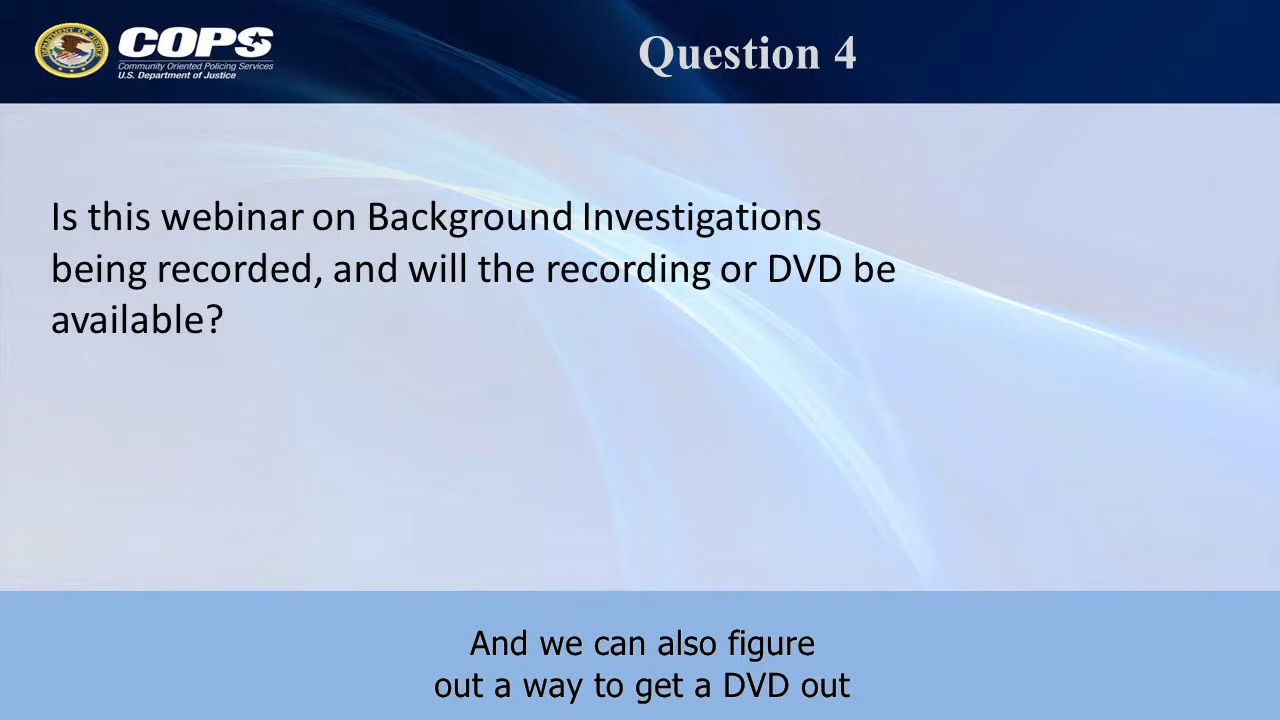 COPS
Community Oriented Policing Services
U.S. Department of Justice
Question 4
Is this webinar on Background Investigations
being recorded, and will the recording or DVD be
available?
And we can also figure
out a way to get a DVD out